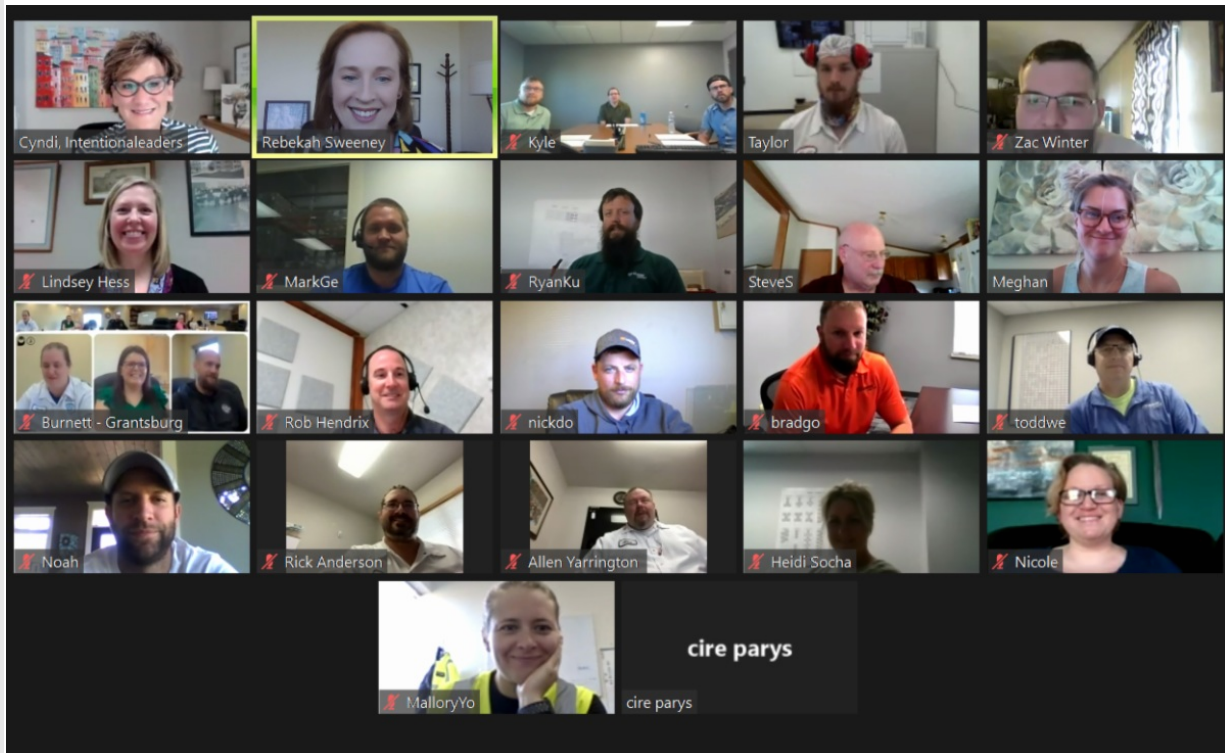 Cyndi, Intentionaleaders
Rebekah Sweeney
Kyle
Taylor
Zac Winter
Lindsey Hess
MarkGe
RyanKu
SteveS
Meghan
Burnett - Grantsburg
Rob Hendrix
nickdo
bradgo
toddwe
Noah
Rick Anderson
Allen Yarrington
Heidi Socha
Nicole
MalloryYo
cire parys
cire parys